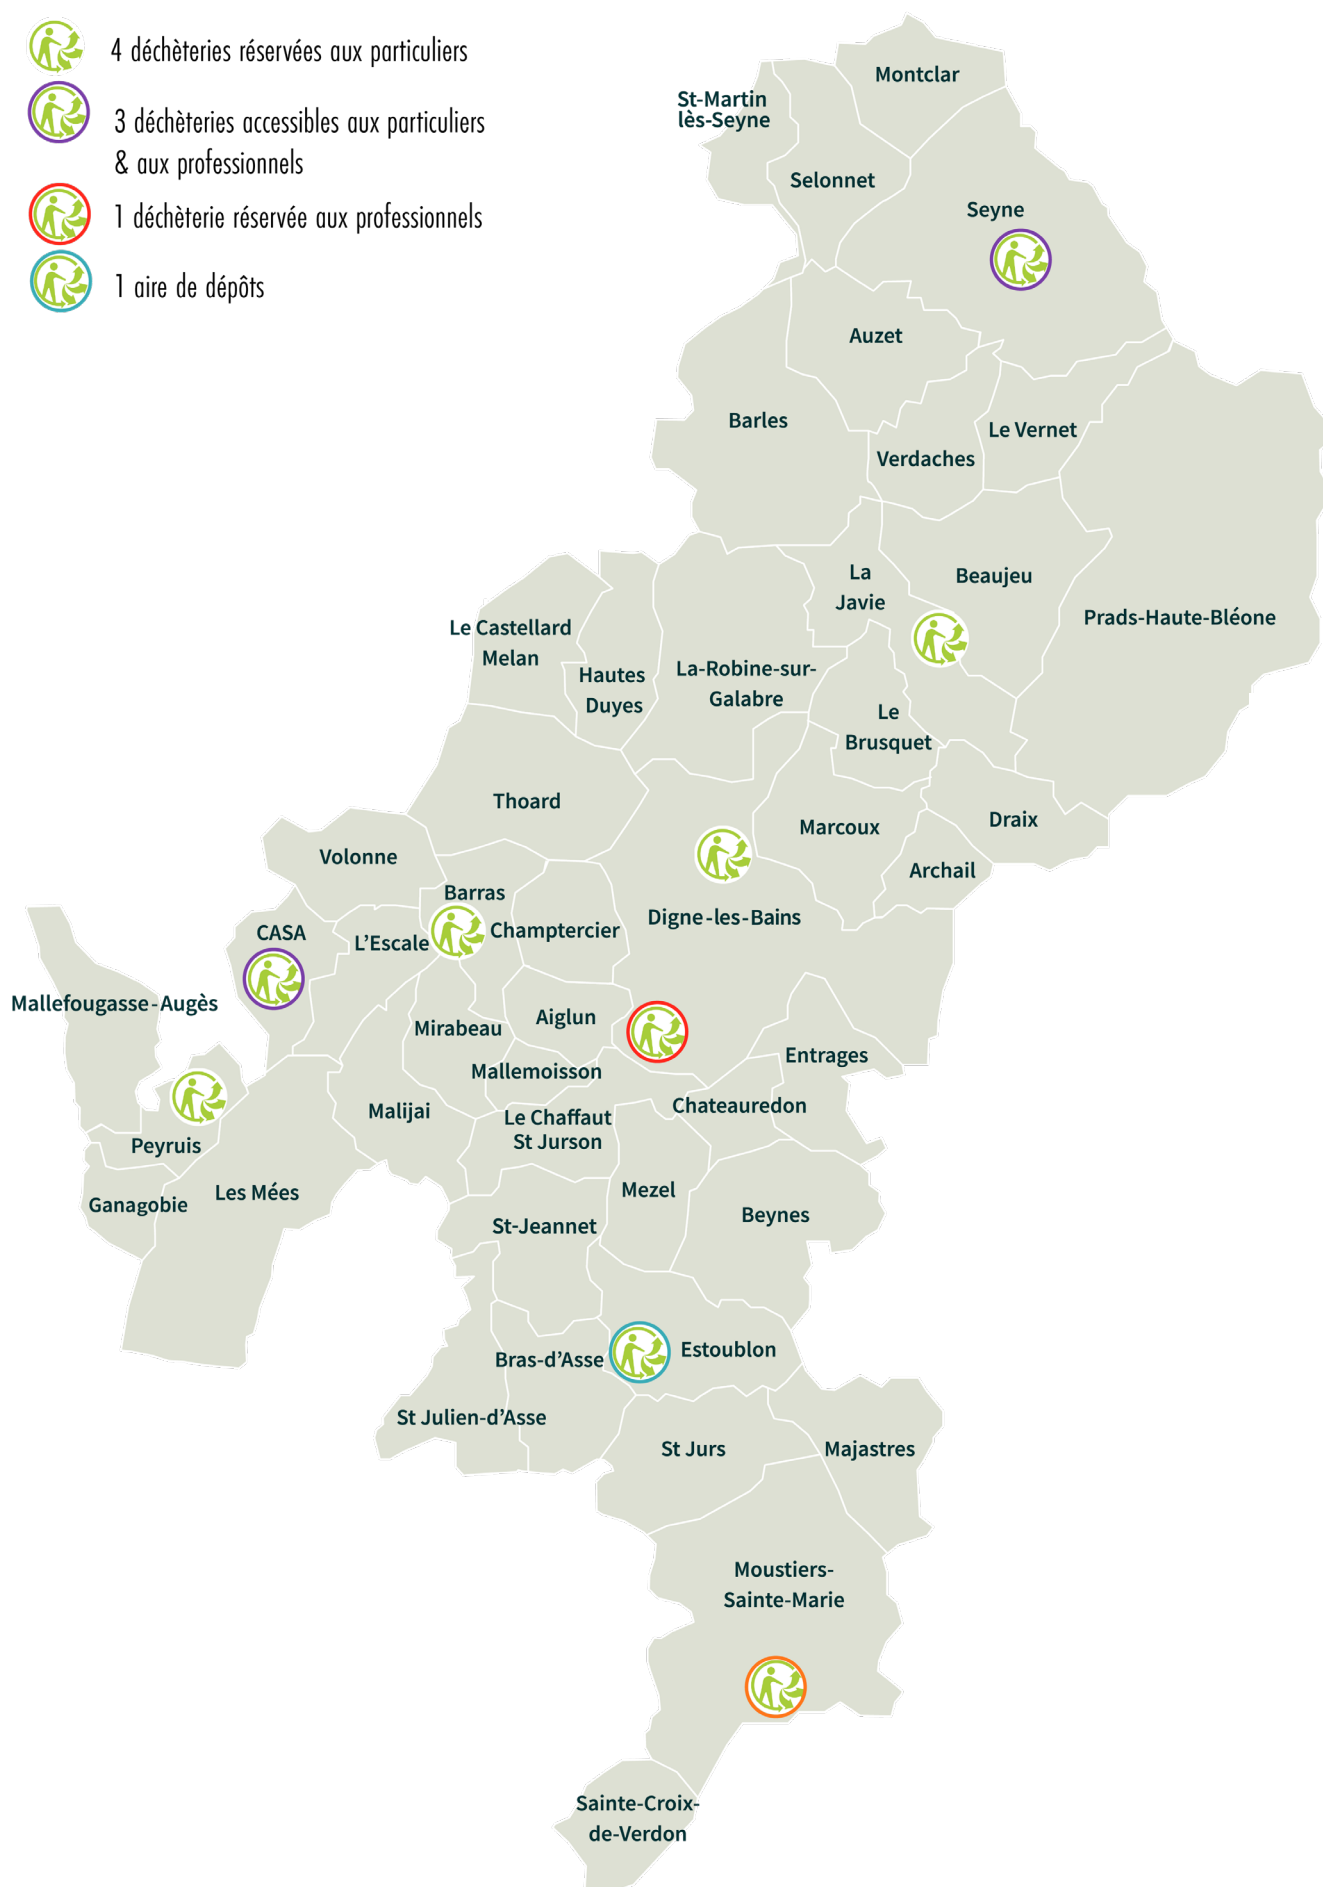 4 déchèteries réservées aux particuliers
3 déchèteries accessibles aux particuliers
& aux professionnels
1 déchèterie réservée aux professionnels
1 aire de dépôts
Montclar
St-Martin
lès-Seyne
Selonnet
Seyne
Auzet
Barles
Le Vernet
Verdaches
La
Javie
Beaujeu
Prads-Haute-Bléone
Le Castellard
Melan
Hautes
Duyes
La-Robine-sur-
Galabre
Le
Brusquet
Thoard
Marcoux
Draix
Archail
Volonne
Barras
Champtercier
Digne-les-Bains
CASA
L'Escale
Mallefougasse-Augès
Aiglun
Mirabeau
Entrages
Mallemoisson
Malijai
Chateauredon
Le Chaffaut
St Jurson
Peyruis
Les Mées
Ganagobie
Mezel
Beynes
St-Jeannet
Bras-d'Asse
Estoublon
St Julien-d'Asse
St Jurs
Majastres
Moustiers-
Sainte-Marie
Sainte-Croix-
de-Verdon